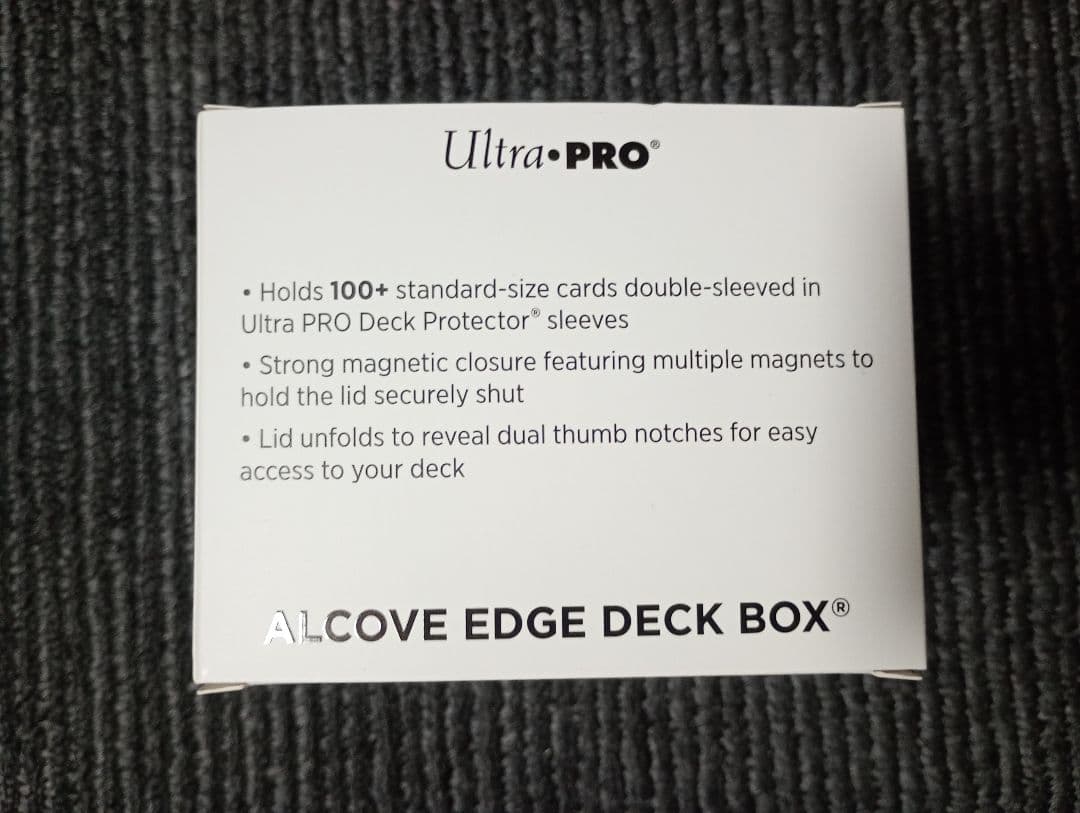 Ultra•PRO®
• Holds 100+ standard-size cards double-sleeved in
Ultra PRO Deck Protector® sleeves
• Strong magnetic closure featuring multiple magnets to
hold the lid securely shut
• Lid unfolds to reveal dual thumb notches for easy
access to your deck
ALCOVE EDGE DECK BOX®